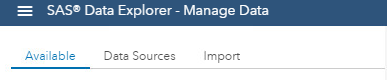 SAS® Data Explorer - Manage Data
Available Data Sources Import